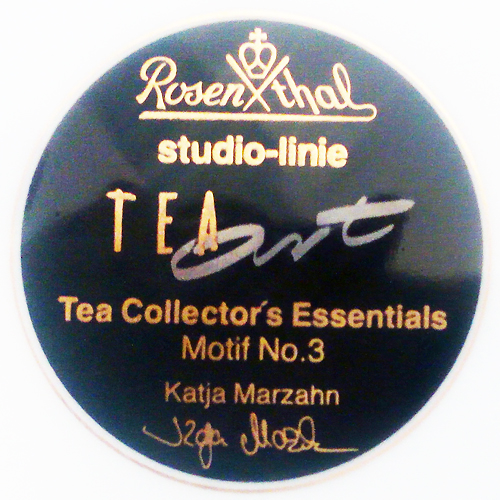 Rosenthal
studio-linie
TEA art
Tea Collector's Essentials
Motif No.3
Katja Marzahn